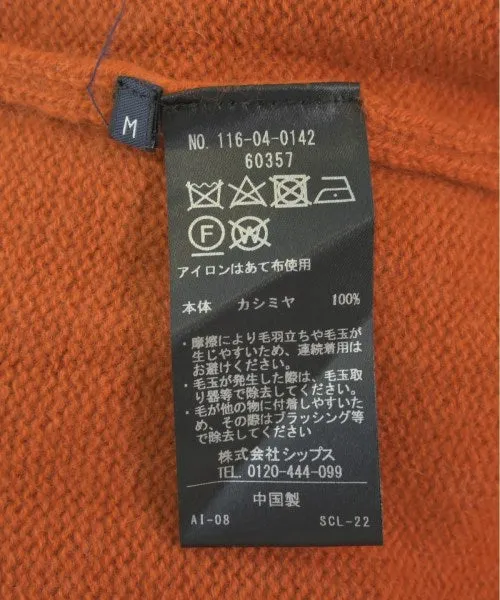 M
NO. 116-04-0142
60357
F
W
アイロンはあて布使用
本体 カシミヤ 100%
・摩擦により毛羽立ちや毛玉が
生じやすいため、連続着用は
お避けください。
・毛玉が発生した際は、毛玉取
り器等で除去してください。
・毛が他の物に付着しやすいた
め、その際はブラッシング等
で除去してください
株式会社シップス
TEL. 0120-444-099
中国製
AI-08 SCL-22